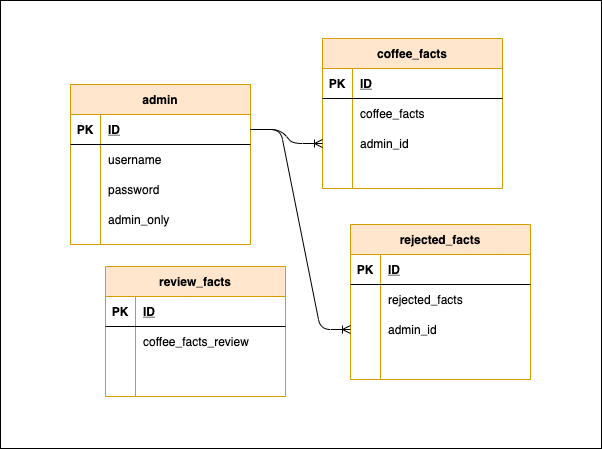 admin
PK ID
username
password
admin_only
coffee_facts
PK ID
coffee_facts
admin_id
review_facts
PK ID
coffee_facts_review
rejected_facts
PK ID
rejected_facts
admin_id